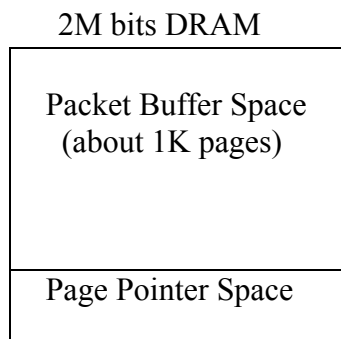 2M bits DRAM
Packet Buffer Space
(about 1K pages)
Page Pointer Space